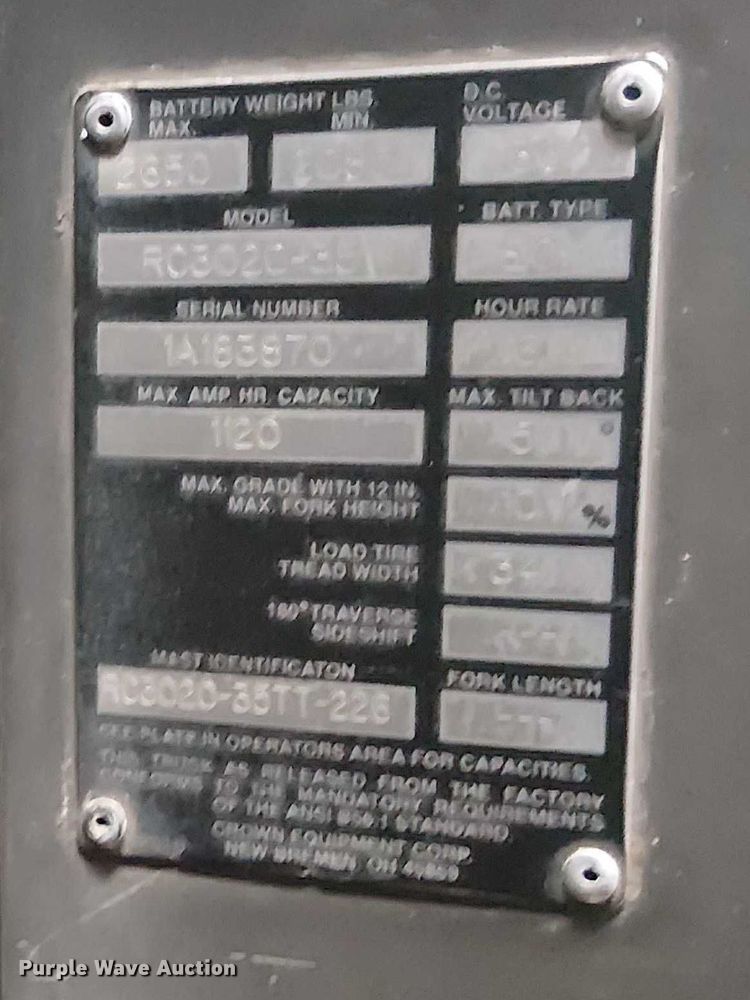 BATTERY WEIGHT LBS.
MAX. MIN.
D.C.
VOLTAGE
2650
MODEL
BATT. TYPE
RC3020-35
SERIAL NUMBER
HOUR RATE
1A183870
MAX. AMP. HR. CAPACITY
MAX. TILT BACK
1120
5 °
MAX. GRADE WITH 12 IN.
MAX. FORK HEIGHT
%
LOAD TIRE
TREAD WIDTH
180° TRAVERSE
SIDESHIFT
MAST IDENTIFICATON
FORK LENGTH
RC3020-35TT-226
SEE PLATE IN OPERATORS AREA FOR CAPACITIES.
THIS TRUCK AS RELEASED FROM THE FACTORY
CONFORMS TO THE MANDATORY REQUIREMENTS
OF THE ANSI B56.1 STANDARD.
CROWN EQUIPMENT CORP.
NEW BREMEN, OH 45869
Purple Wave Auction